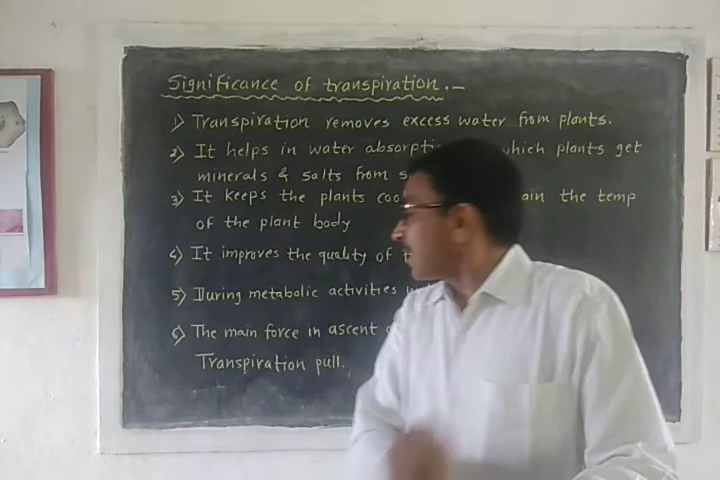 Significance of transpiration.-
1) Transpiration removes excess water from plants.
2) It helps in water absorpti which plants get
minerals & salts from s
3) It keeps the plants coo ain the temp
of the plant body
4) It improves the quality of
5) During metabolic activities
6) The main force in ascent
Transpiration pull.